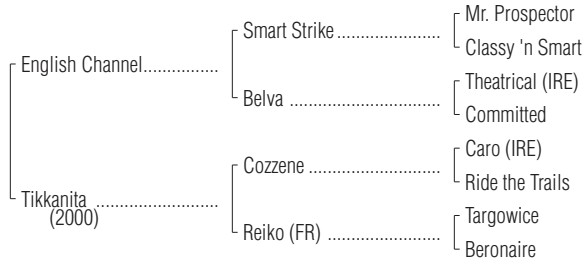 Mr. Prospector
Smart Strike ..................
Classy 'n Smart
English Channel................
Theatrical (IRE)
Belva ..........................
Committed
Caro (IRE)
Cozzene .......................
Ride the Trails
Tikkanita .........................
(2000)
Targowice
Reiko (FR) .....................
Beronaire